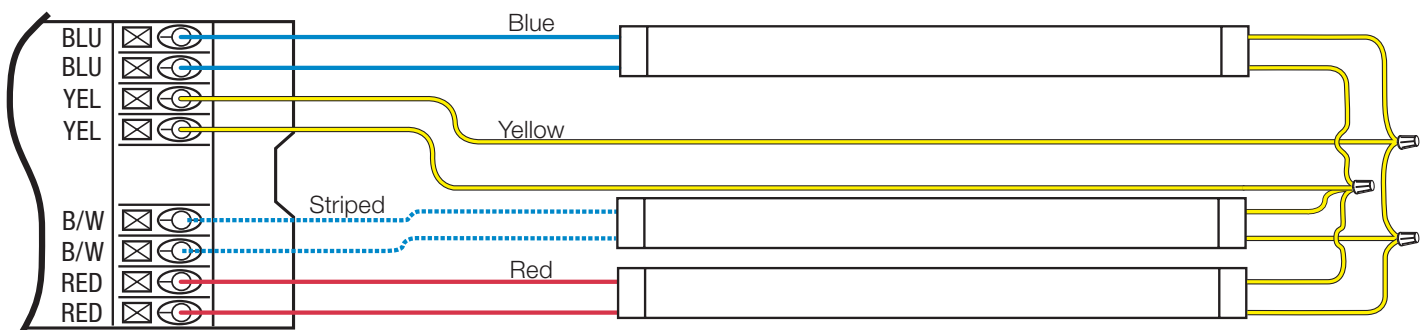 BLU
BLU
YEL
YEL
B/W
B/W
RED
RED
Blue
Yellow
Striped
Red